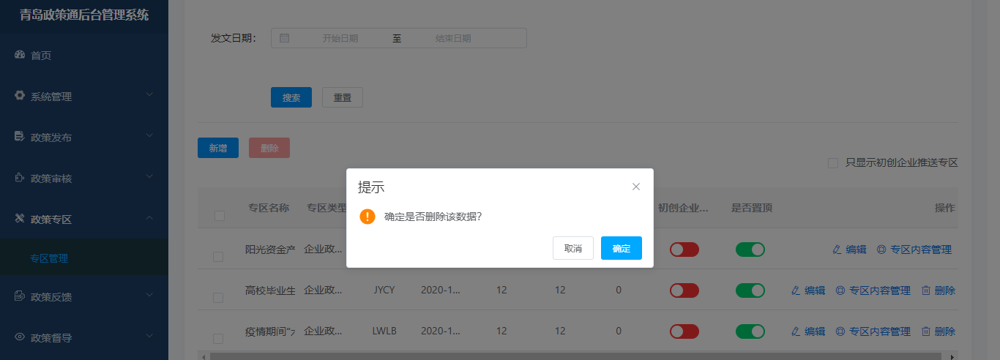 青岛政策通后台管理系统
首页
系统管理
政策发布
政策审核
政策专区
专区管理
政策反馈
政策督导
发文日期： 开始日期 至 结束日期
搜索 重置
新增 删除
只显示初创企业推送专区
专区名称 专区类型 初创企业... 是否置顶 操作
提示
确定是否删除该数据?
取消 确定
阳光资金产 企业政... 编辑 专区内容管理
高校毕业生 企业政... JYCY 2020-1... 12 12 0 编辑 专区内容管理 删除
疫情期间“ 企业政... LWLB 2020-1... 12 12 0 编辑 专区内容管理 删除